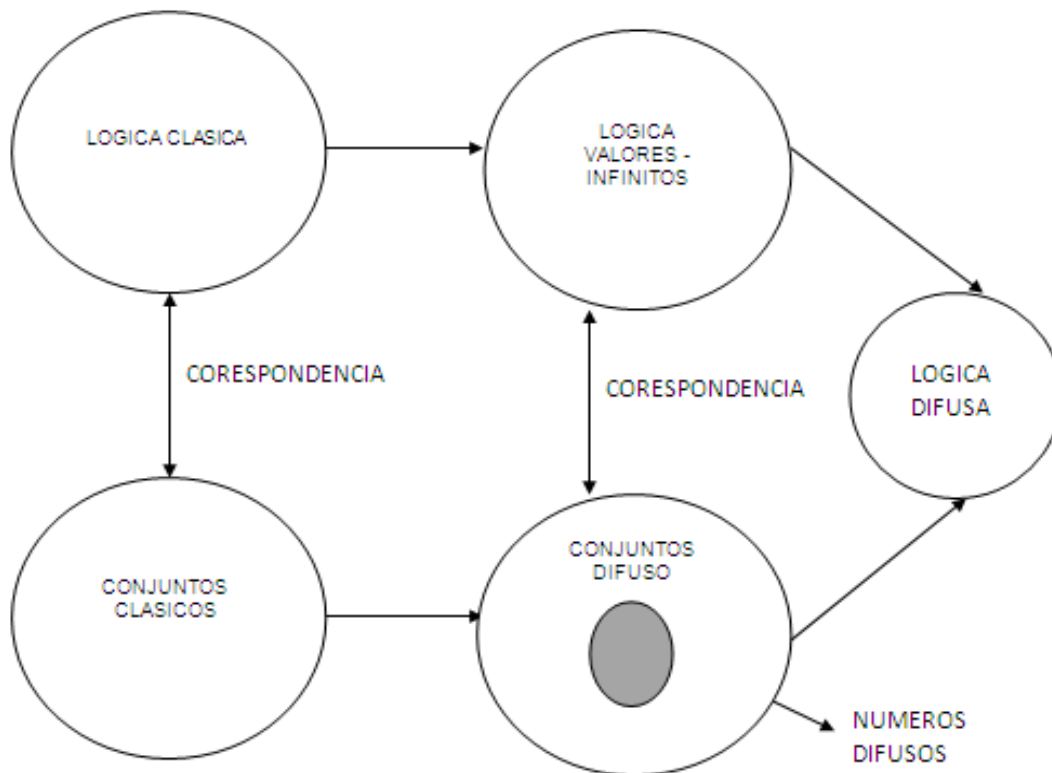 LOGICA CLASICA
LOGICA
VALORES -
INFINITOS
CORESPONDENCIA
CORESPONDENCIA
LOGICA
DIFUSA
CONJUNTOS
CLASICOS
CONJUNTOS
DIFUSO
NUMEROS
DIFUSOS